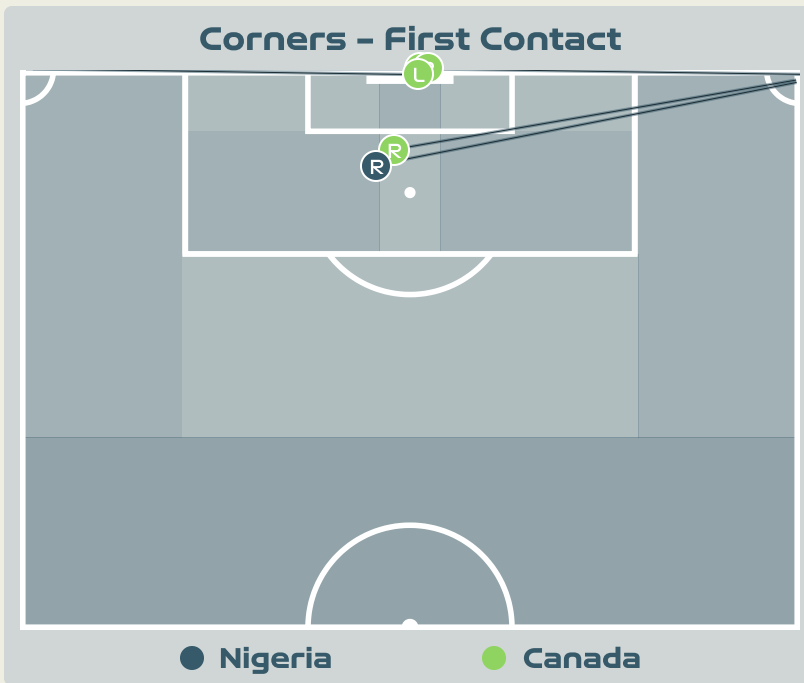 Corners – First Contact
L
R
R
Nigeria
Canada